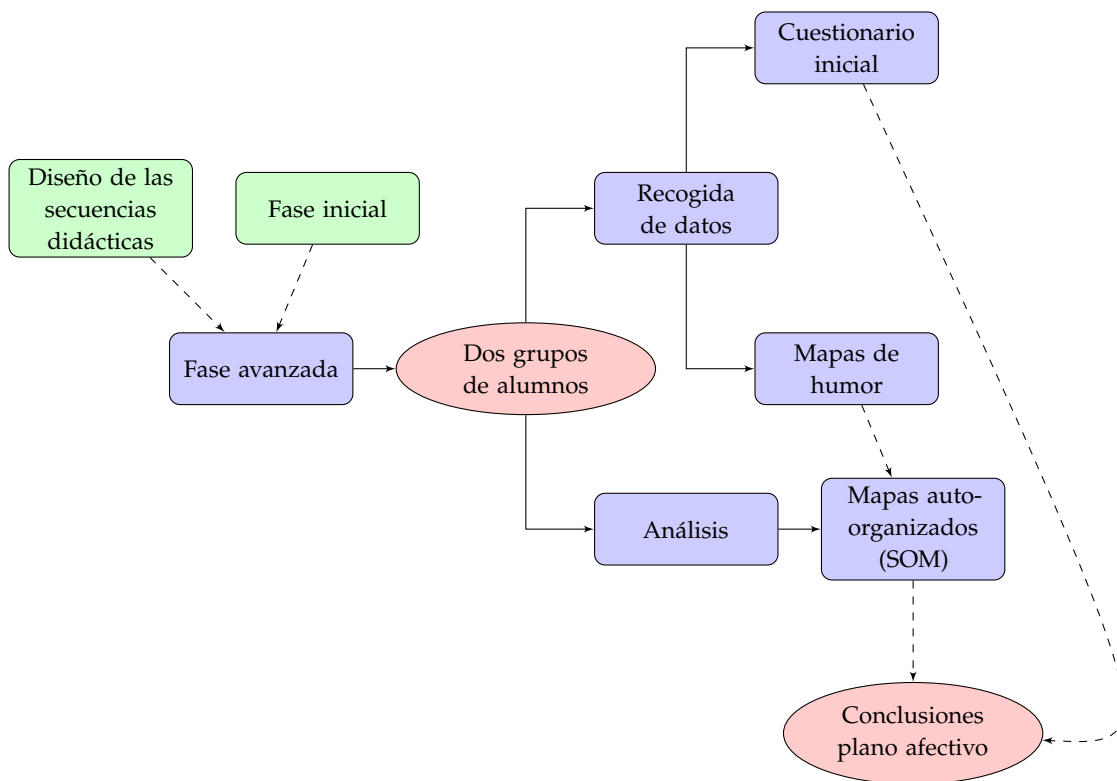 Cuestionario
inicial
Diseño de las
secuencias
didácticas
Fase inicial
Recogida
de datos
Fase avanzada
Dos grupos
de alumnos
Mapas de
humor
Análisis
Mapas auto-
organizados
(SOM)
Conclusiones
plano afectivo